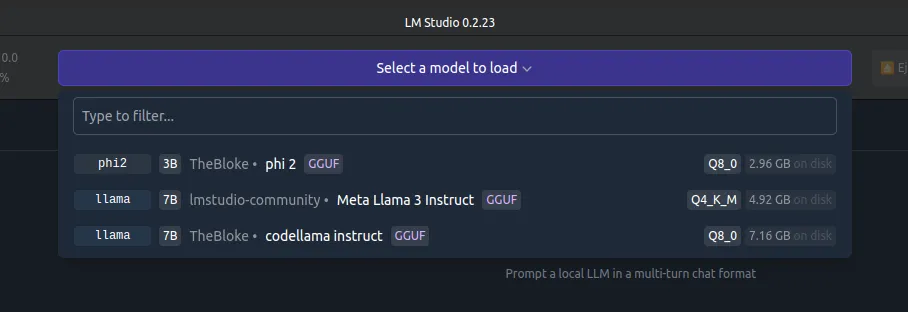 LM Studio 0.2.23
0.0
Select a model to load
Ej
%
Type to filter...
phi2 3B TheBloke • phi 2 GGUF Q8_0 2.96 GB on disk
llama 7B lmstudio-community • Meta Llama 3 Instruct GGUF Q4_K_M 4.92 GB on disk
llama 7B TheBloke • codellama instruct GGUF Q8_0 7.16 GB on disk
Prompt a local LLM in a multi-turn chat format